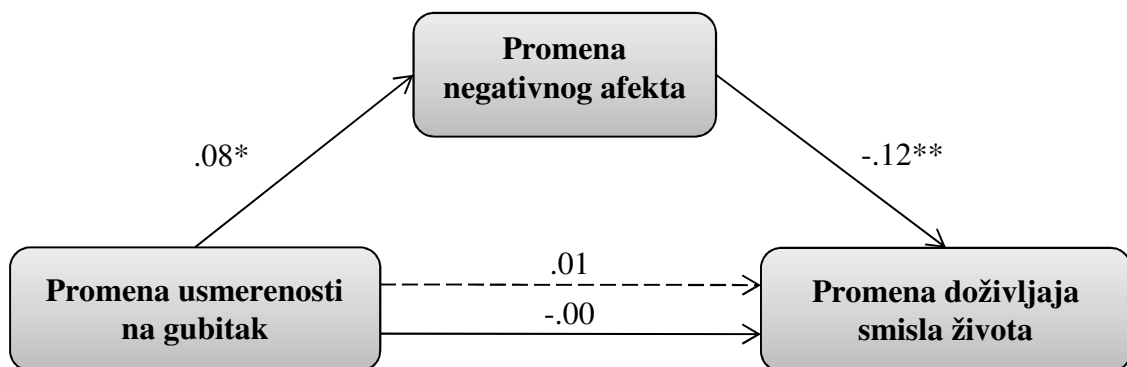 Promena
negativnog afekta
.08*
-.12**
Promena usmerenosti
na gubitak
.01
-.00
Promena doživljaja
smisla života